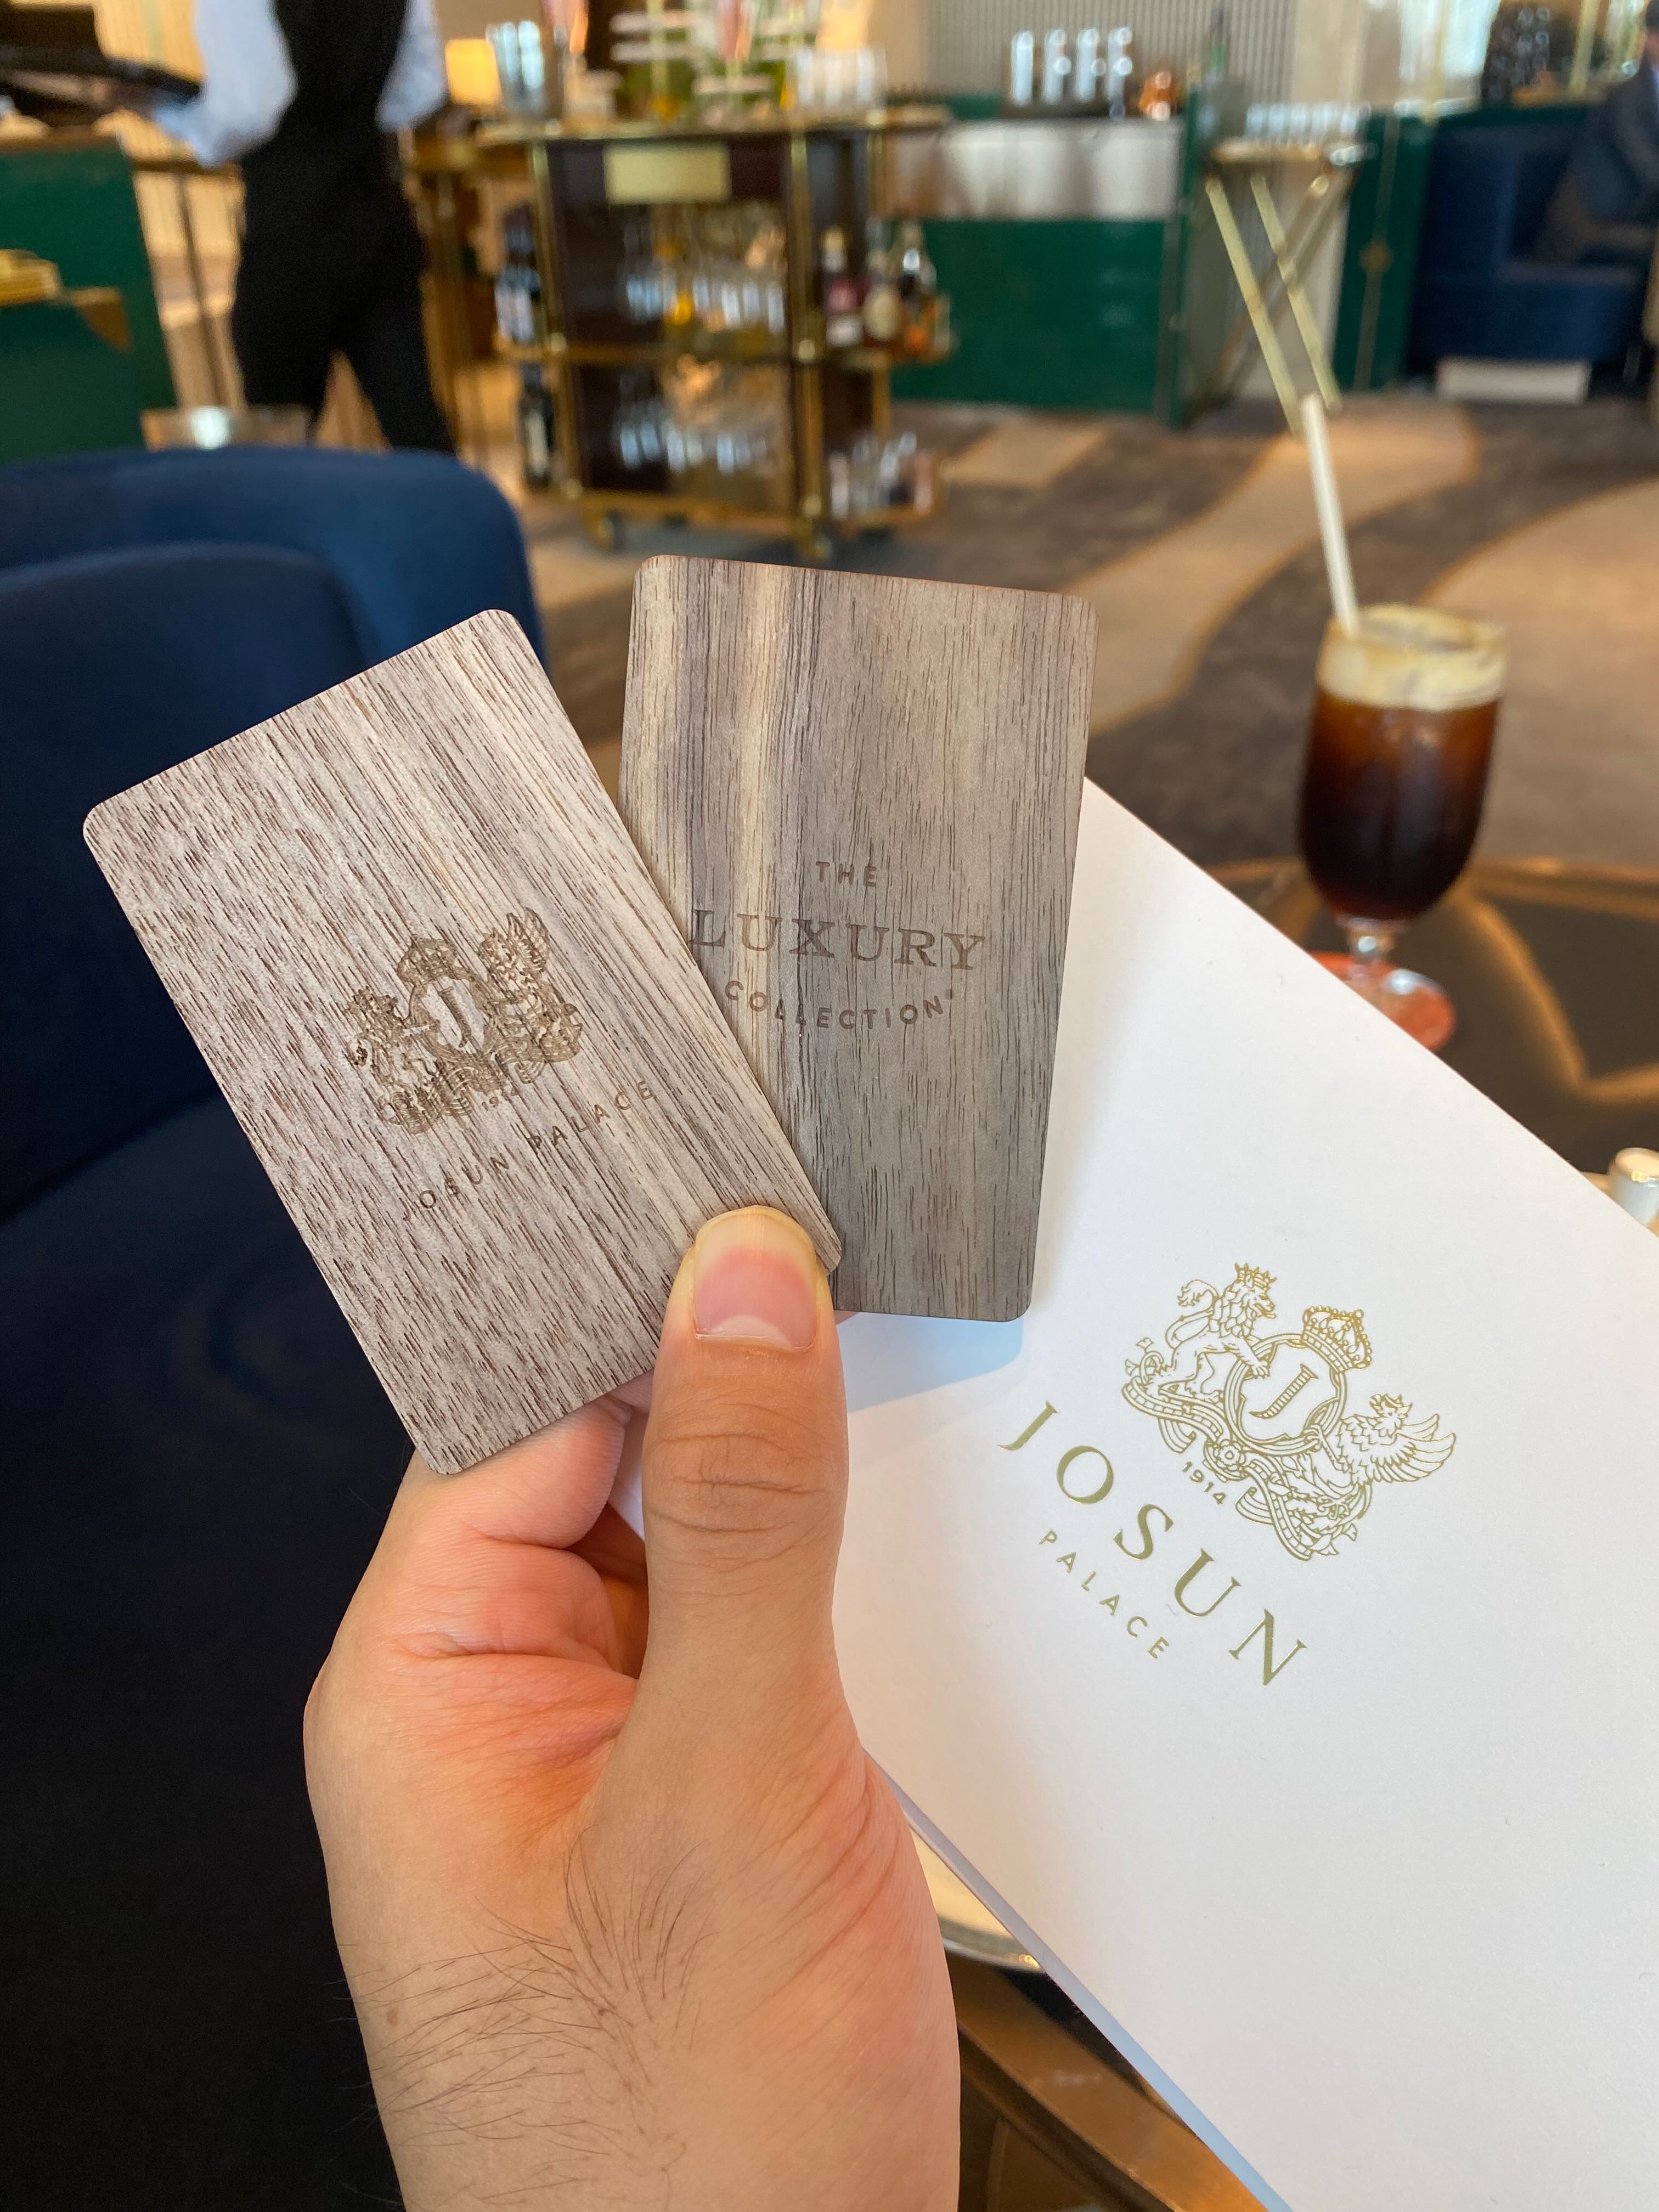 J
1914
JOSUN PALACE
THE
LUXURY
COLLECTION®
J
1914
JOSUN
PALACE